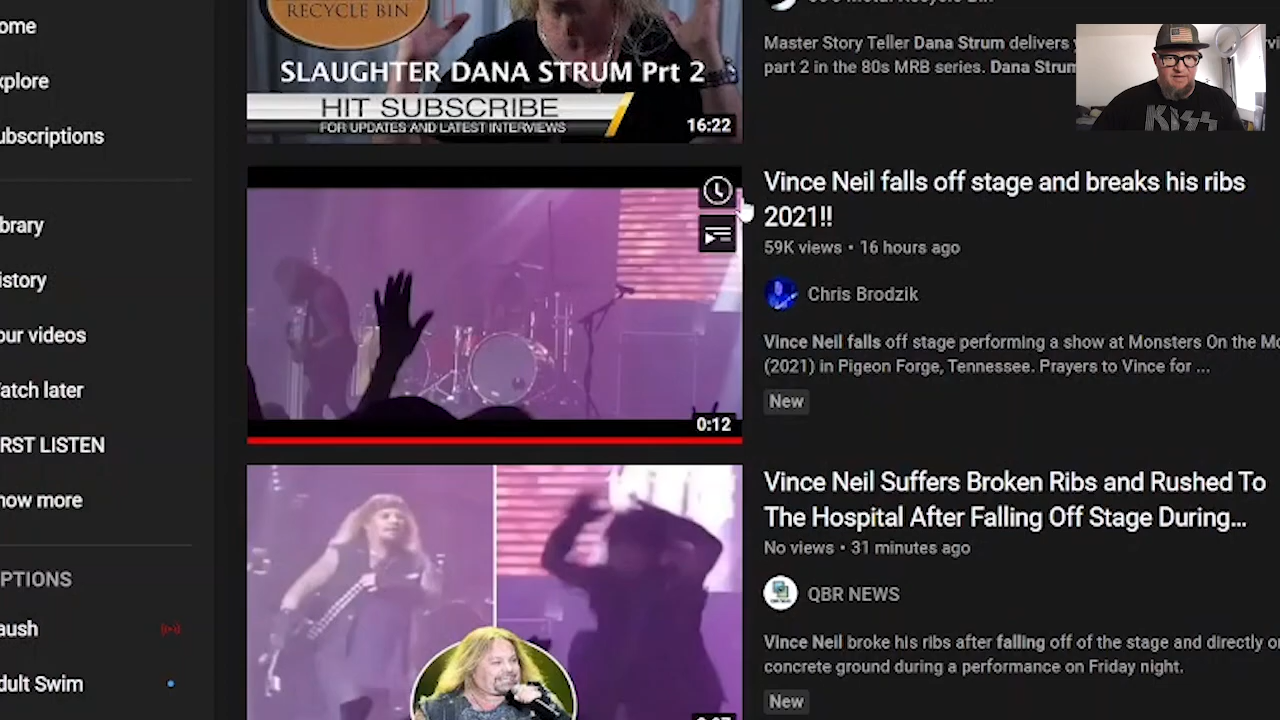 ome
xplore
ubscriptions
brary
istory
our videos
atch later
RST LISTEN
how more
PTIONS
aush
dult Swim
RECYCLE BIN
SLAUGHTER DANA STRUM Prt 2
HIT SUBSCRIBE
FOR UPDATES AND LATEST INTERVIEWS
16:22
Master Story Teller Dana Strum delivers
part 2 in the 80s MRB series. Dana Strum
KISS
Vince Neil falls off stage and breaks his ribs
2021!!
59K views • 16 hours ago
Chris Brodzik
Vince Neil falls off stage performing a show at Monsters On the Mo
(2021) in Pigeon Forge, Tennessee. Prayers to Vince for ...
New
0:12
Vince Neil Suffers Broken Ribs and Rushed To
The Hospital After Falling Off Stage During...
No views • 31 minutes ago
QBR NEWS
Vince Neil broke his ribs after falling off of the stage and directly o
concrete ground during a performance on Friday night.
New